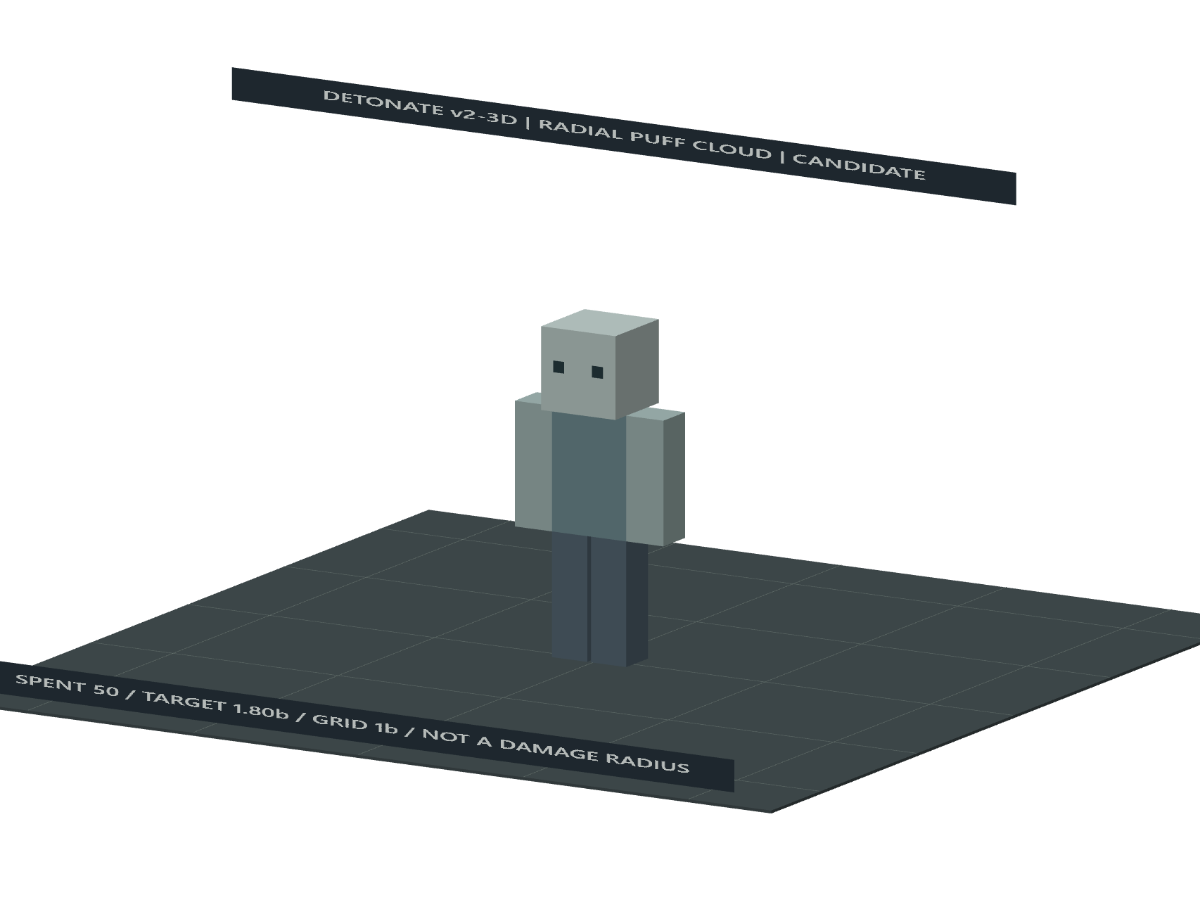 DETONATE v2-3D | RADIAL PUFF CLOUD | CANDIDATE
SPENT 50 / TARGET 1.80b / GRID 1b / NOT A DAMAGE RADIUS